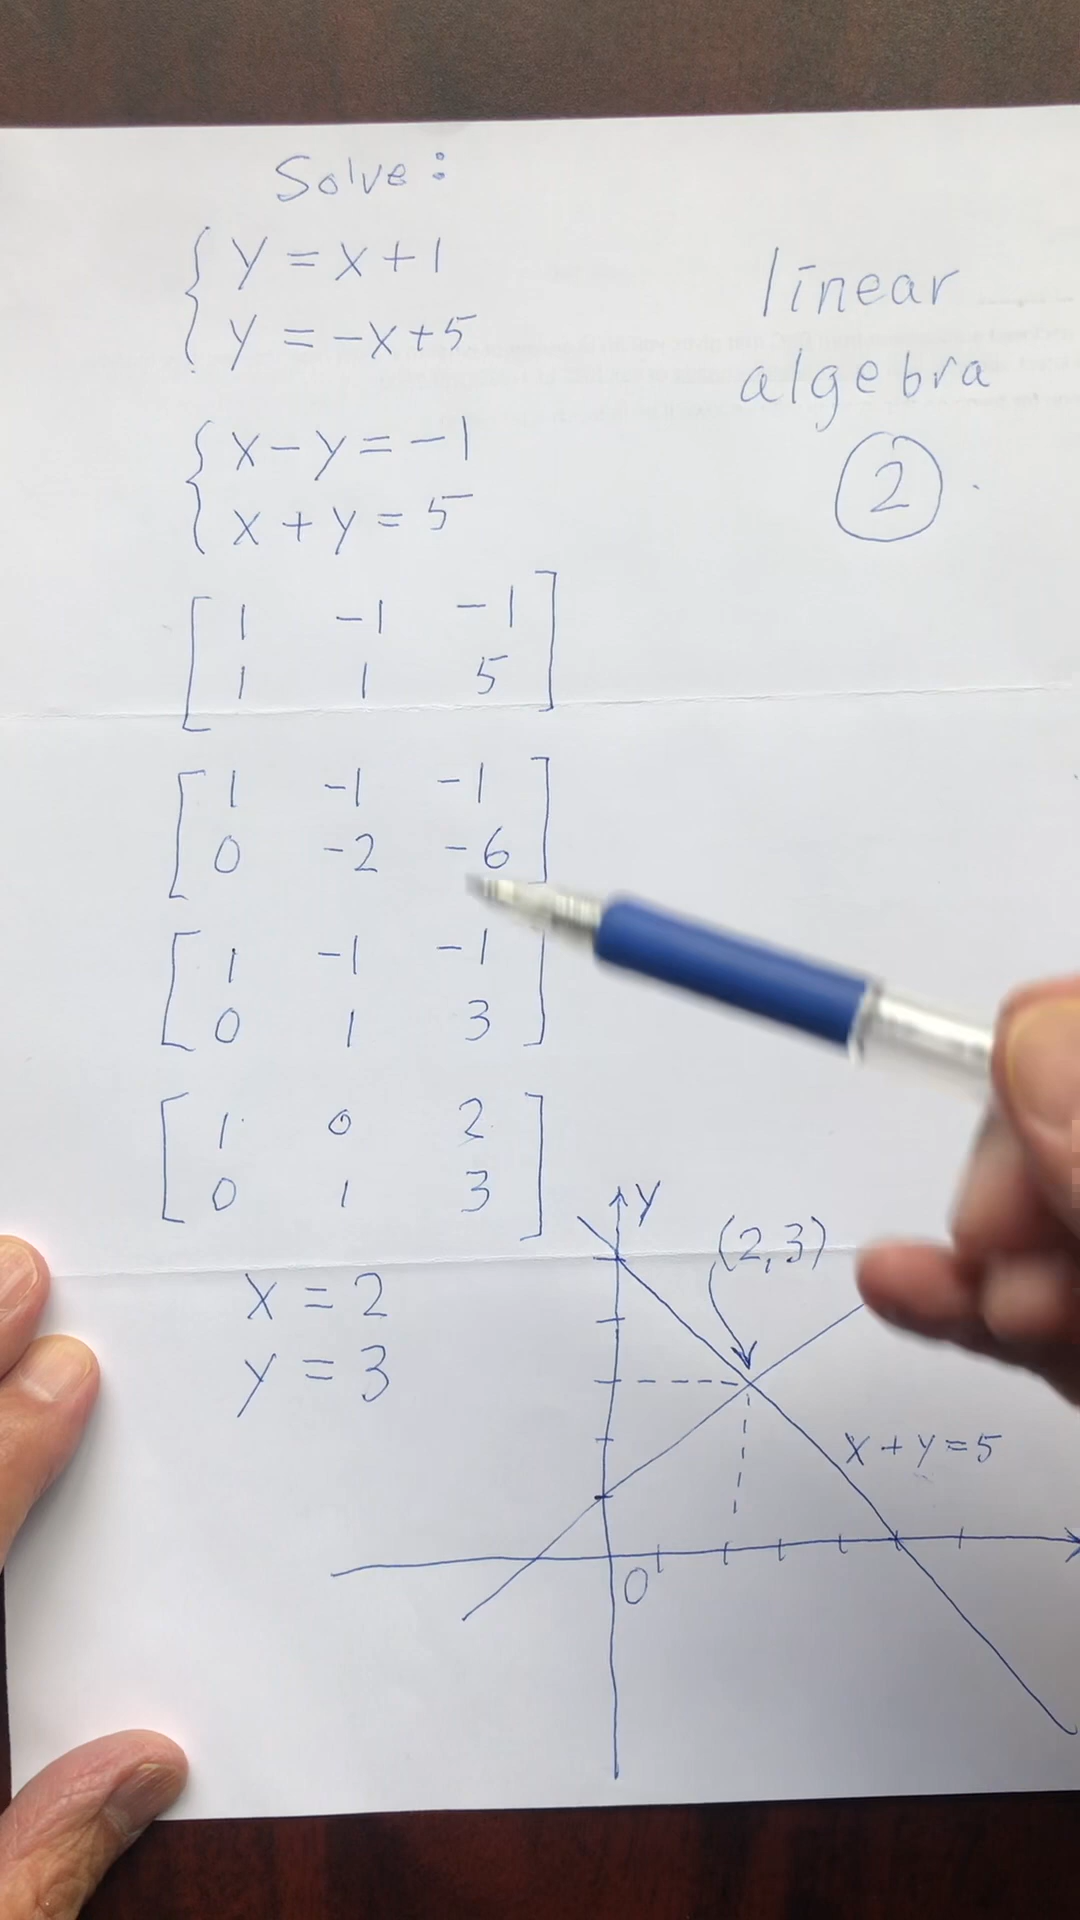 Solve:
y = x+1
y = -x+5
linear
algebra
2
x-y=-1
x+y=5
1 -1 -1
1 1 5
1 -1 -1
0 -2 -6
1 -1 -1
0 1 3
1 0 2
0 1 3
y
(2,3)
x = 2
y = 3
x+y=5
0